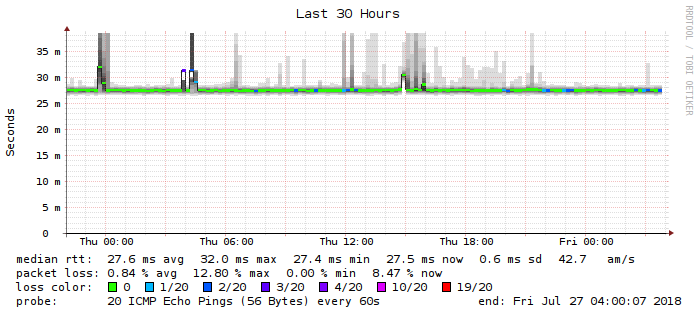 Last 30 Hours
RRDTOOL / TOBI OETIKER
Seconds
35 m
30 m
25 m
20 m
15 m
10 m
5 m
0
Thu 00:00 Thu 06:00 Thu 12:00 Thu 18:00 Fri 00:00
median rtt: 27.6 ms avg 32.0 ms max 27.4 ms min 27.5 ms now 0.6 ms sd 42.7 am/s
packet loss: 0.84 % avg 12.80 % max 0.00 % min 8.47 % now
loss color: 0 1/20 2/20 3/20 4/20 10/20 19/20
probe: 20 ICMP Echo Pings (56 Bytes) every 60s end: Fri Jul 27 04:00:07 2018